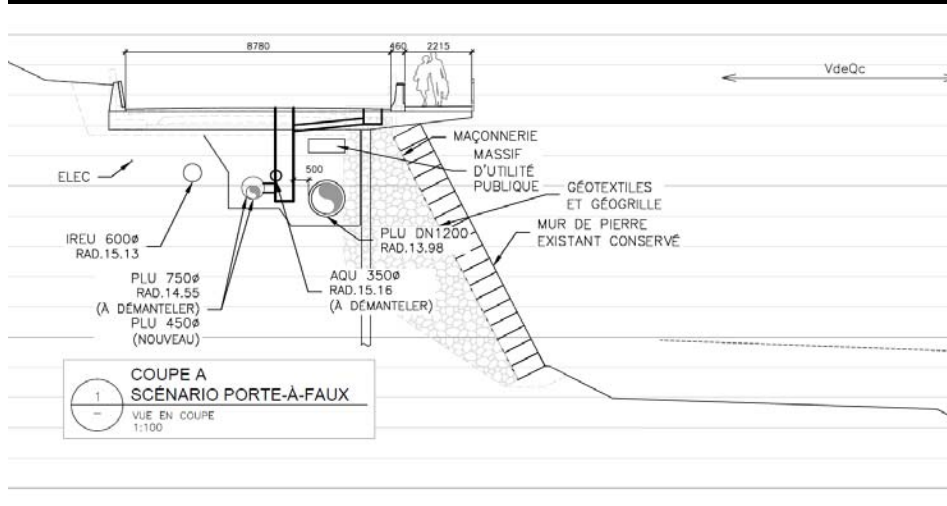 8780
460
2215
VdeQc
MAÇONNERIE
MASSIF
D'UTILITÉ
PUBLIQUE
ELEC
500
GÉOTEXTILES
ET GÉOGRILLE
MUR DE PIERRE
EXISTANT CONSERVÉ
IREU 600ø
RAD.15.13
PLU DN1200
RAD.13.98
PLU 750ø
RAD.14.55
(À DÉMANTELER)
PLU 450ø
(NOUVEAU)
AQU 350ø
RAD.15.16
(À DÉMANTELER)
1
–
COUPE A
SCÉNARIO PORTE-À-FAUX
VUE EN COUPE
1:100